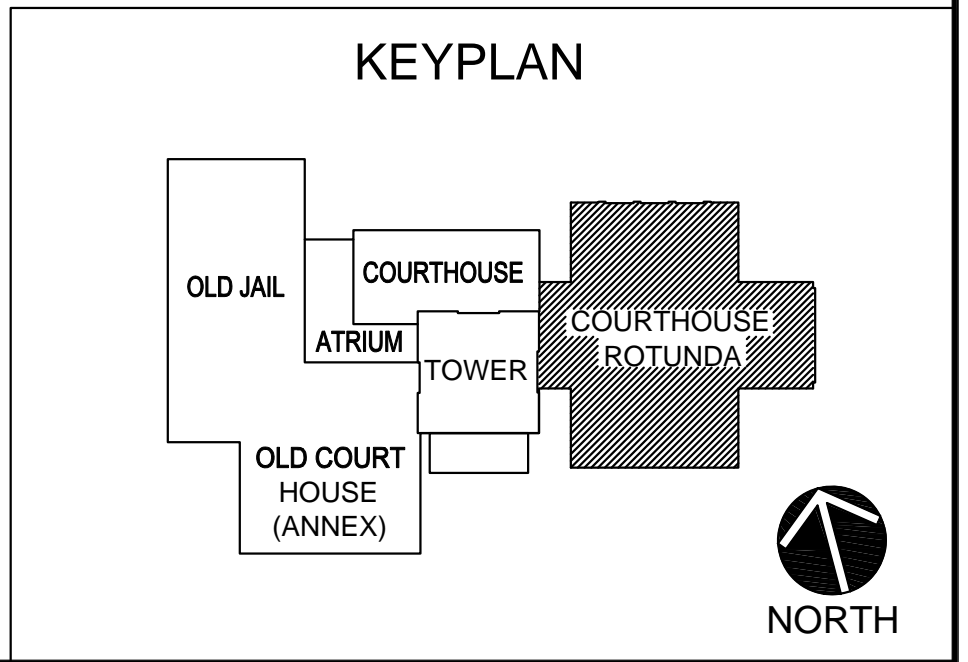 KEYPLAN
OLD JAIL
COURTHOUSE
ATRIUM
TOWER
COURTHOUSE
ROTUNDA
OLD COURT
HOUSE
(ANNEX)
NORTH